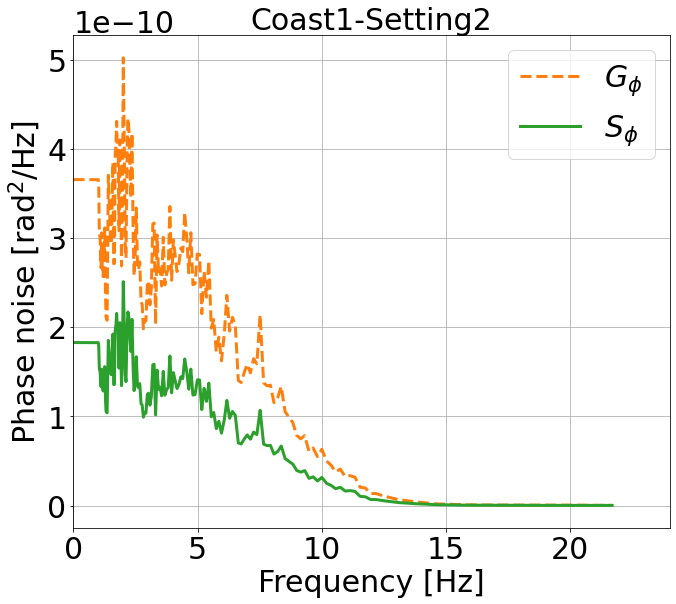 1e−10
Coast1-Setting2
Phase noise [rad²/Hz]
5
4
3
2
1
0
G_ϕ
S_ϕ
0 5 10 15 20
Frequency [Hz]